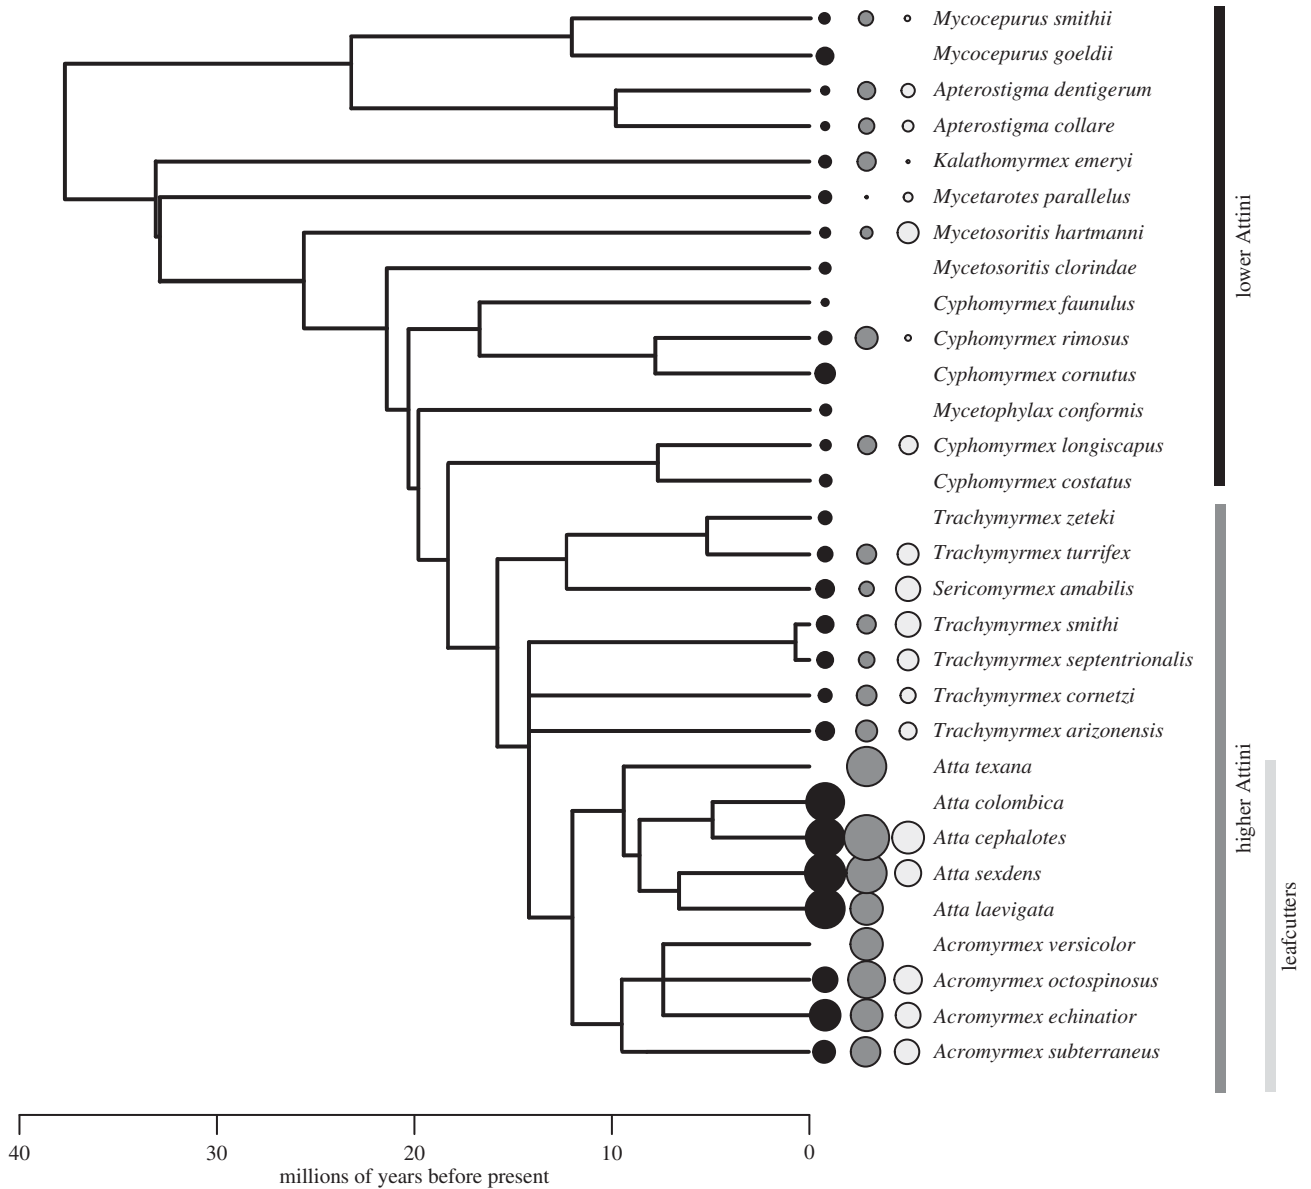 Mycocepurus smithii
Mycocepurus goeldii
Apterostigma dentigerum
Apterostigma collare
Kalathomyrmex emeryi
Mycetarotes parallelus
Mycetosoritis hartmanni
Mycetosoritis clorindae
Cyphomyrmex faunulus
Cyphomyrmex rimosus
Cyphomyrmex cornutus
Mycetophylax conformis
Cyphomyrmex longiscapus
Cyphomyrmex costatus
lower Attini
Trachymyrmex zeteki
Trachymyrmex turrifex
Sericomyrmex amabilis
Trachymyrmex smithi
Trachymyrmex septentrionalis
Trachymyrmex cornetzi
Trachymyrmex arizonensis
Atta texana
Atta colombica
Atta cephalotes
Atta sexdens
Atta laevigata
Acromyrmex versicolor
Acromyrmex octospinosus
Acromyrmex echinatior
Acromyrmex subterraneus
higher Attini
leafcutters
40 30 20 10 0
millions of years before present